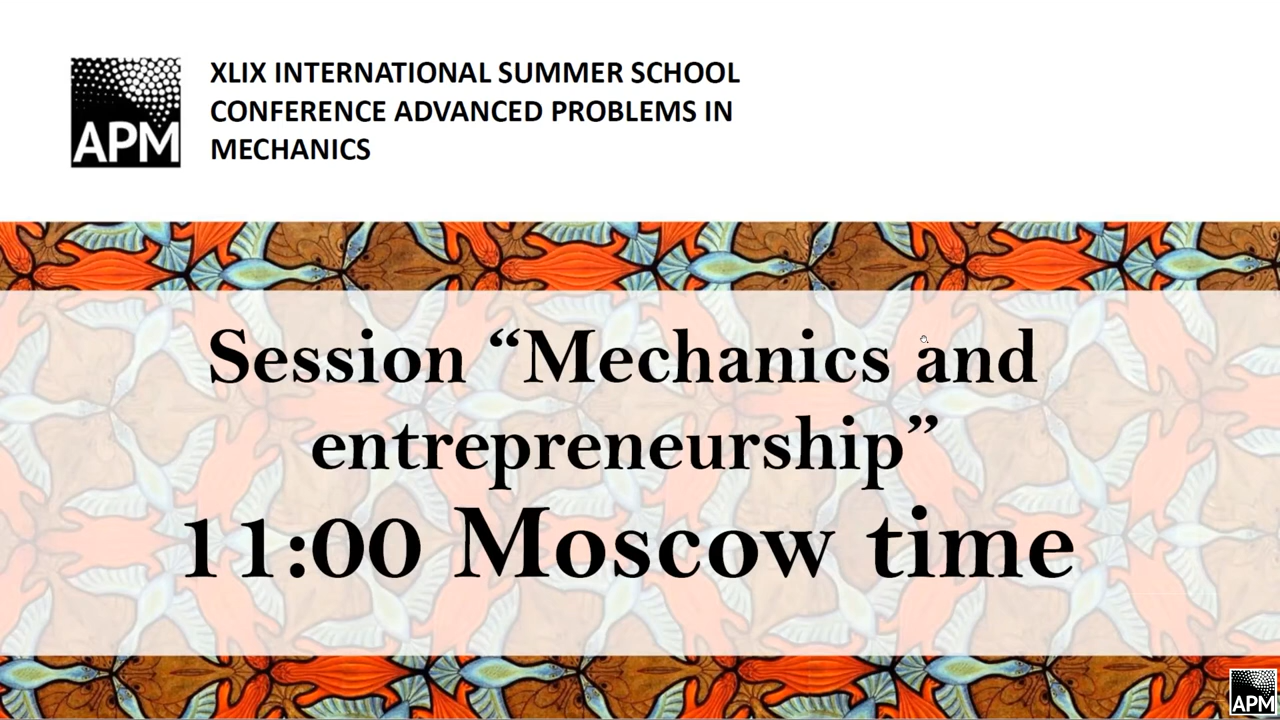 APM
XLIX INTERNATIONAL SUMMER SCHOOL
CONFERENCE ADVANCED PROBLEMS IN
MECHANICS
Session “Mechanics and
entrepreneurship”
11:00 Moscow time
APM